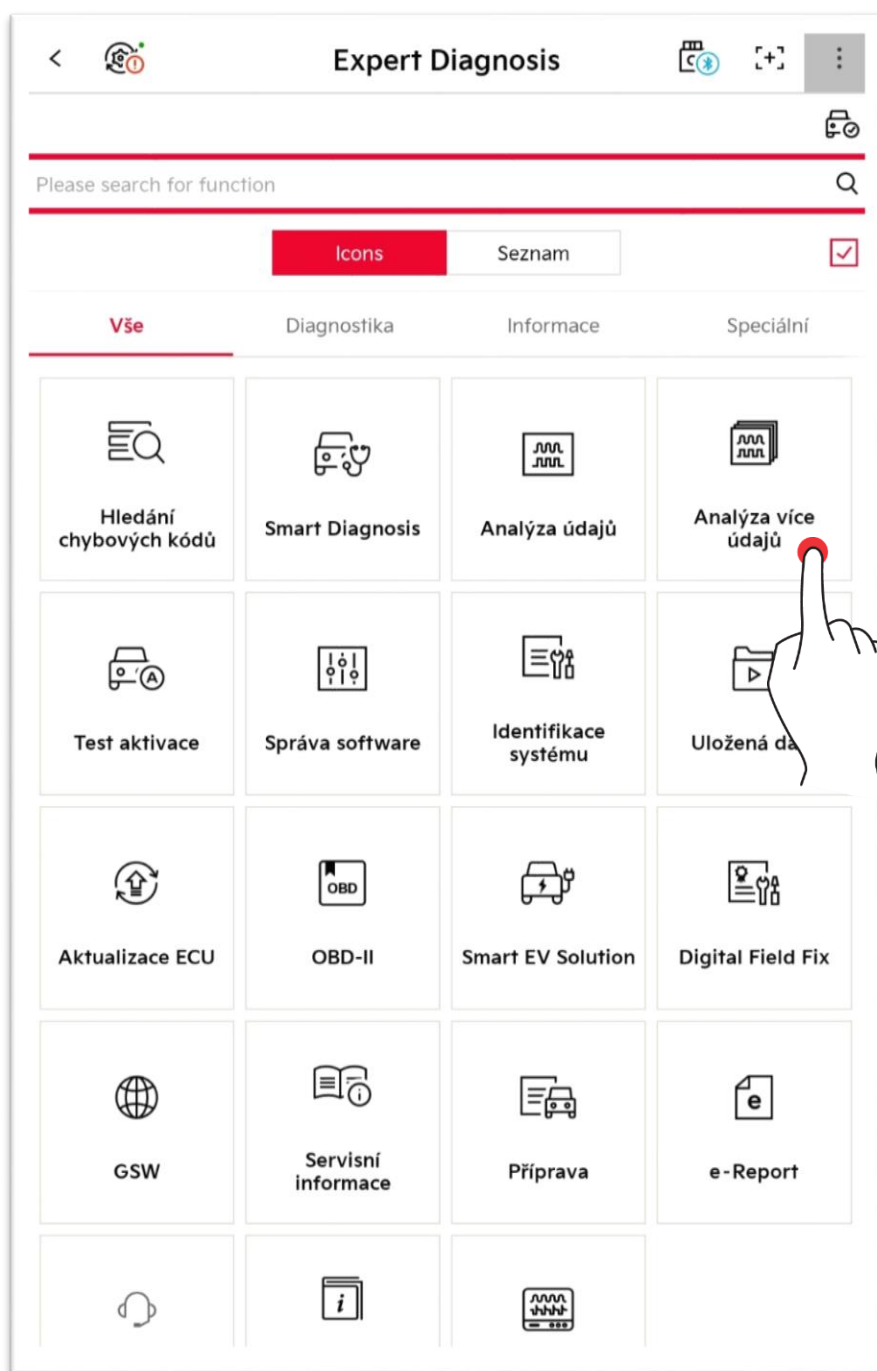 Expert Diagnosis
Please search for function
Icons
Seznam
Vše
Diagnostika
Informace
Speciální
Hledání
chybových kódů
Smart Diagnosis
Analýza údajů
Analýza více
údajů
Test aktivace
Správa software
Identifikace
systému
Uložená
Aktualizace ECU
OBD
OBD-II
Smart EV Solution
Digital Field Fix
GSW
Servisní
informace
Příprava
e
e-Report
i